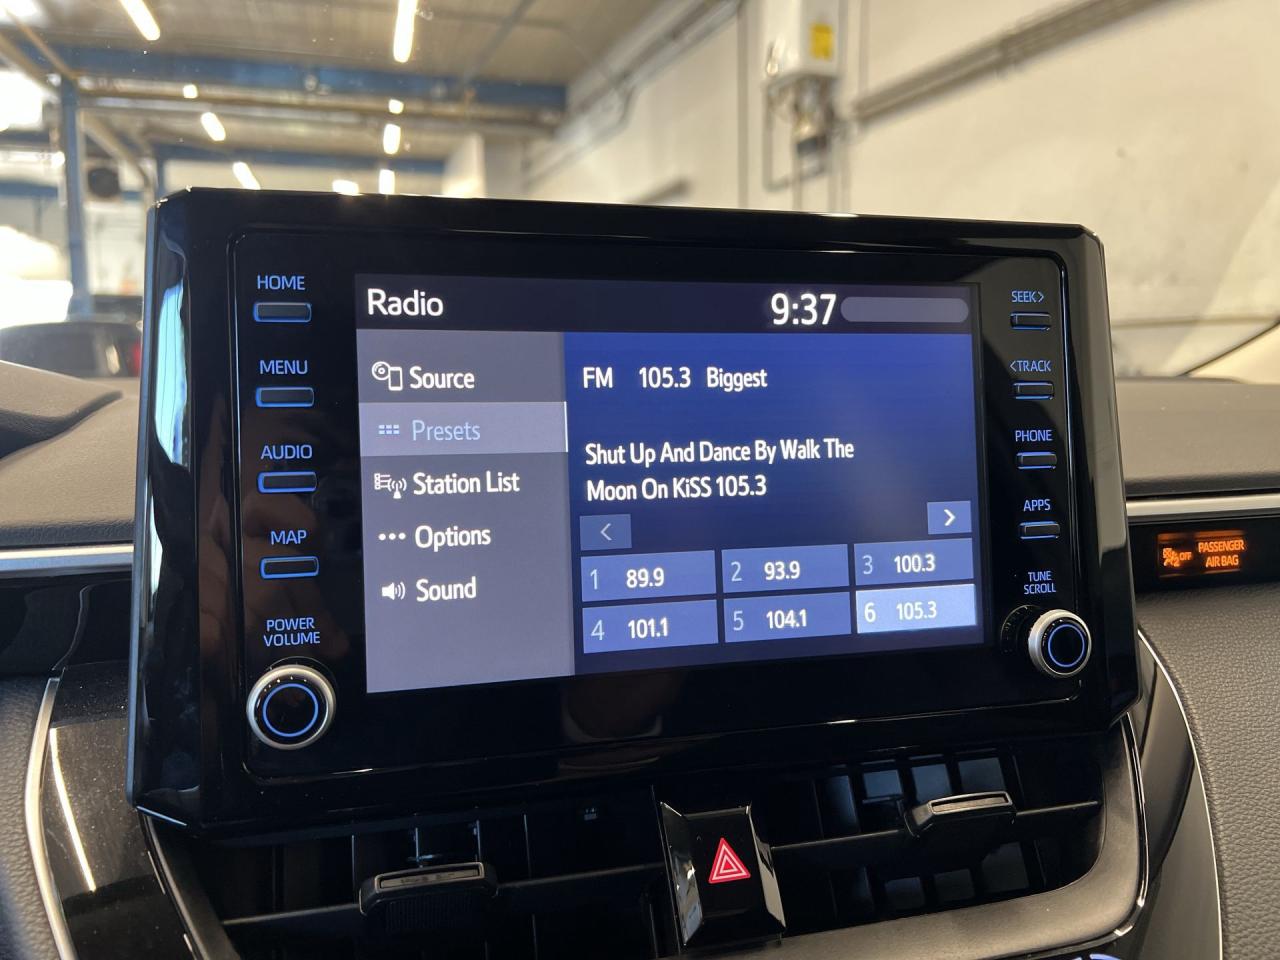 HOME
MENU
AUDIO
MAP
POWER
VOLUME
Radio
9:37
Source
Presets
Station List
Options
Sound
FM 105.3 Biggest
Shut Up And Dance By Walk The
Moon On KiSS 105.3
< >
1 89.9 2 93.9 3 100.3
4 101.1 5 104.1 6 105.3
SEEK>
<TRACK
PHONE
APPS
TUNE
SCROLL
OFF
PASSENGER
AIR BAG